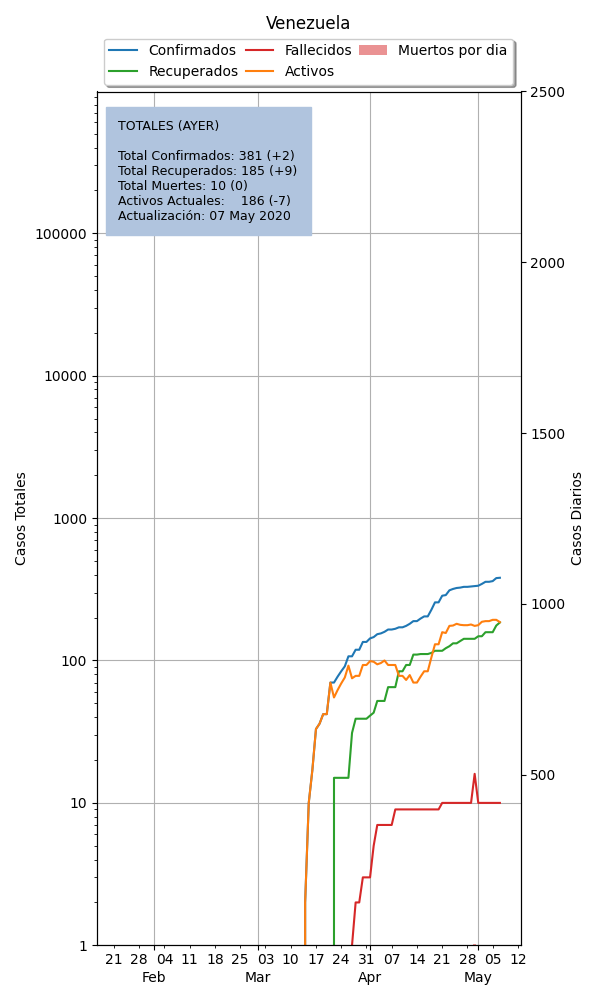 Venezuela
Confirmados
Recuperados
Fallecidos
Activos
Muertos por dia
TOTALES (AYER)
Total Confirmados: 381 (+2)
Total Recuperados: 185 (+9)
Total Muertes: 10 (0)
Activos Actuales: 186 (-7)
Actualización: 07 May 2020
Casos Totales
100000
10000
1000
100
10
1
2500
2000
1500
1000
500
Casos Diarios
21 28 04 11 18 25 03 10 17 24 31 07 14 21 28 05 12
Feb Mar Apr May